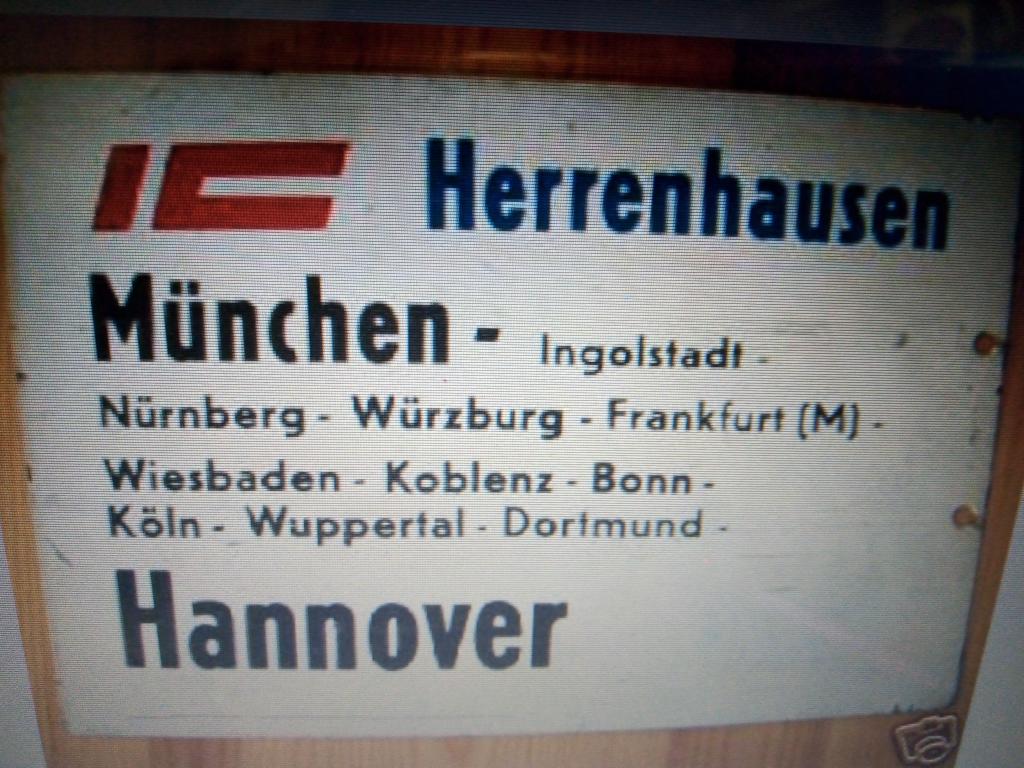 IC Herrenhausen
München - Ingolstadt -
Nürnberg - Würzburg - Frankfurt (M) -
Wiesbaden - Koblenz - Bonn -
Köln - Wuppertal - Dortmund -
Hannover